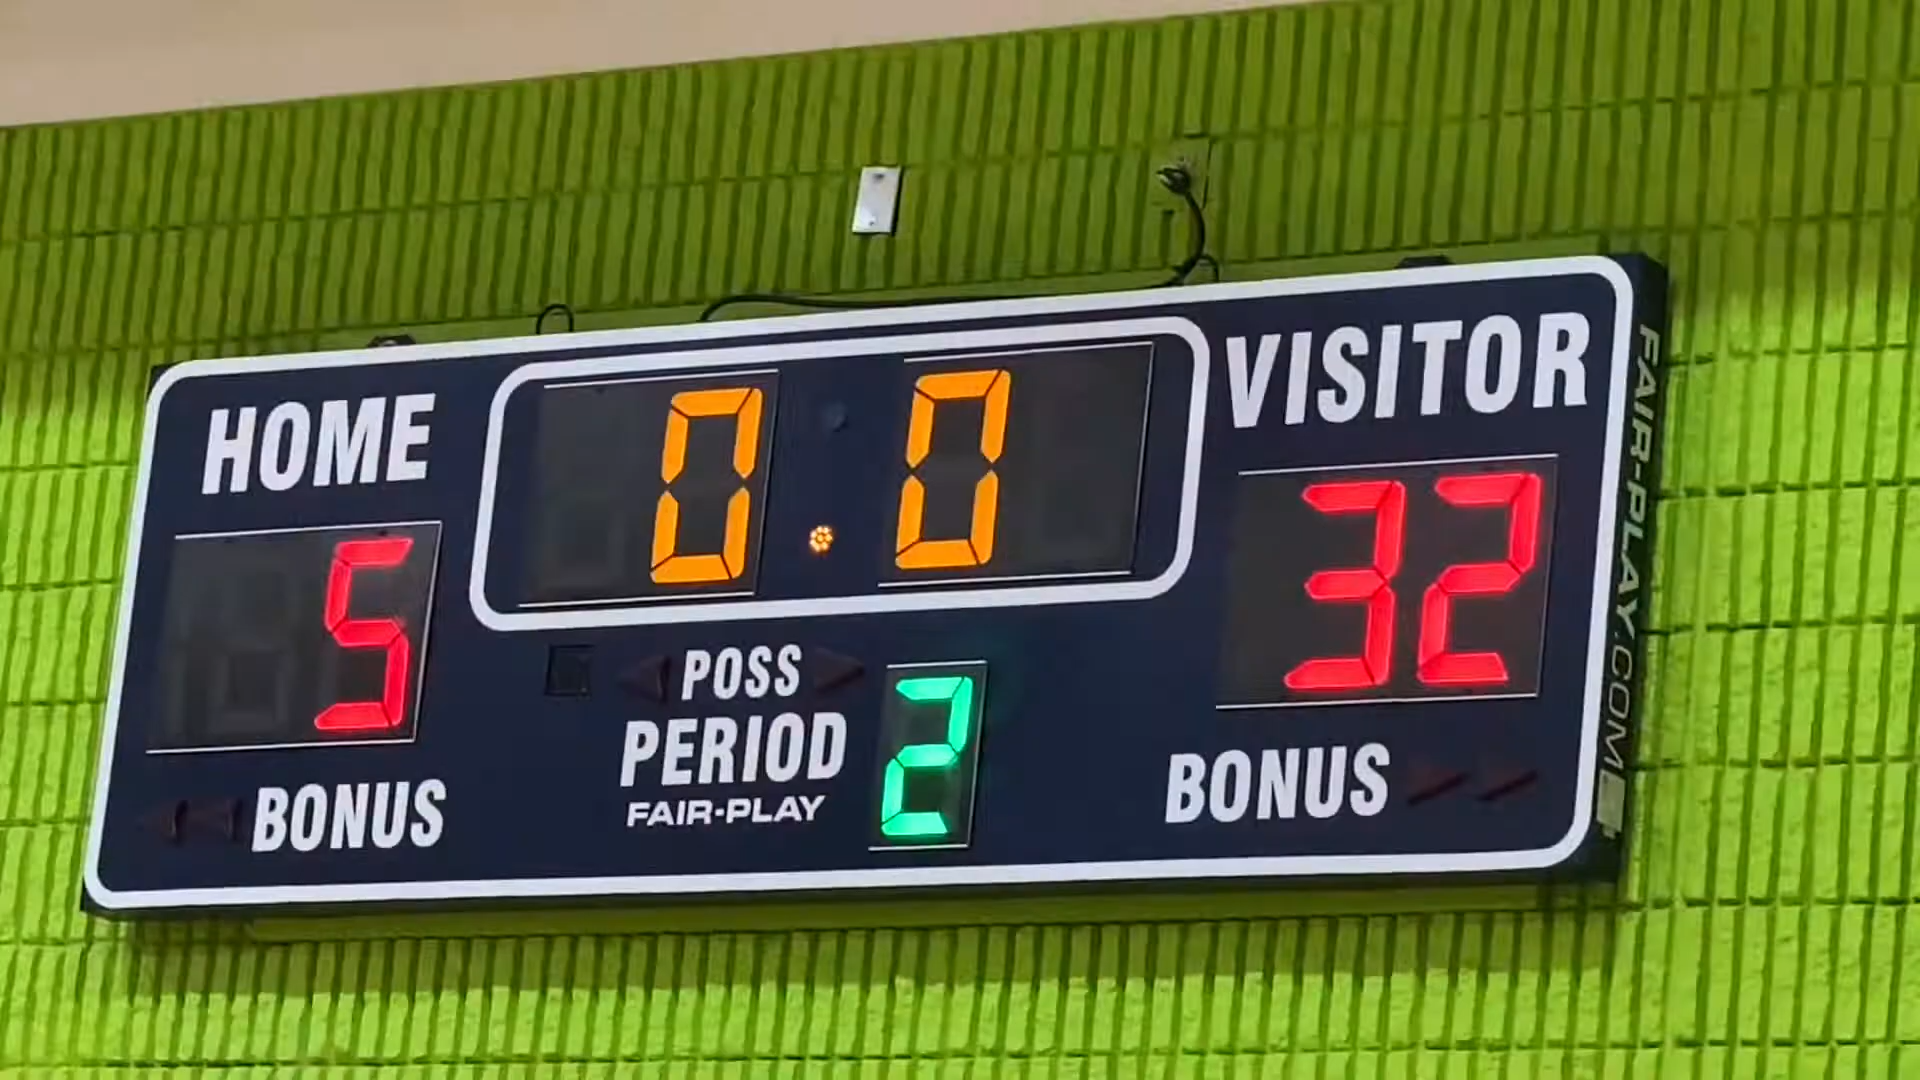 HOME
0.0
VISITOR
5
32
POSS
PERIOD 2
BONUS
FAIR-PLAY
BONUS
FAIR-PLAY.COM